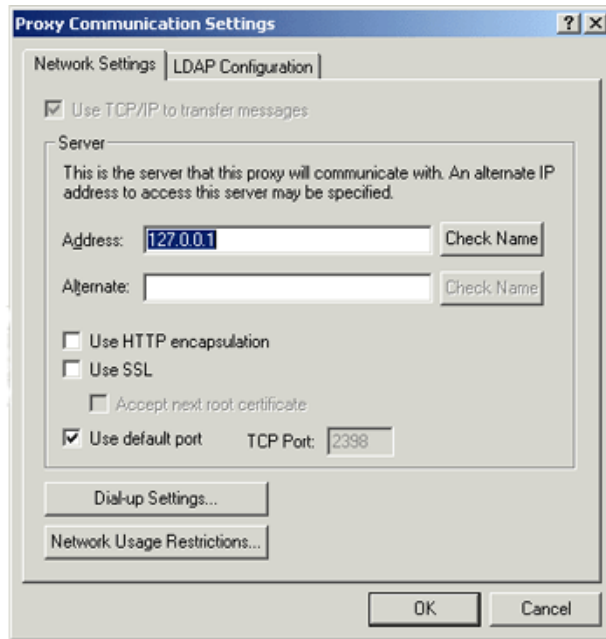 Proxy Communication Settings
Network Settings
LDAP Configuration
Use TCP/IP to transfer messages
Server
This is the server that this proxy will communicate with. An alternate IP
address to access this server may be specified.
Address: 127.0.0.1 Check Name
Alternate: Check Name
Use HTTP encapsulation
Use SSL
Accept next root certificate
Use default port TCP Port: 2398
Dial-up Settings...
Network Usage Restrictions...
OK Cancel